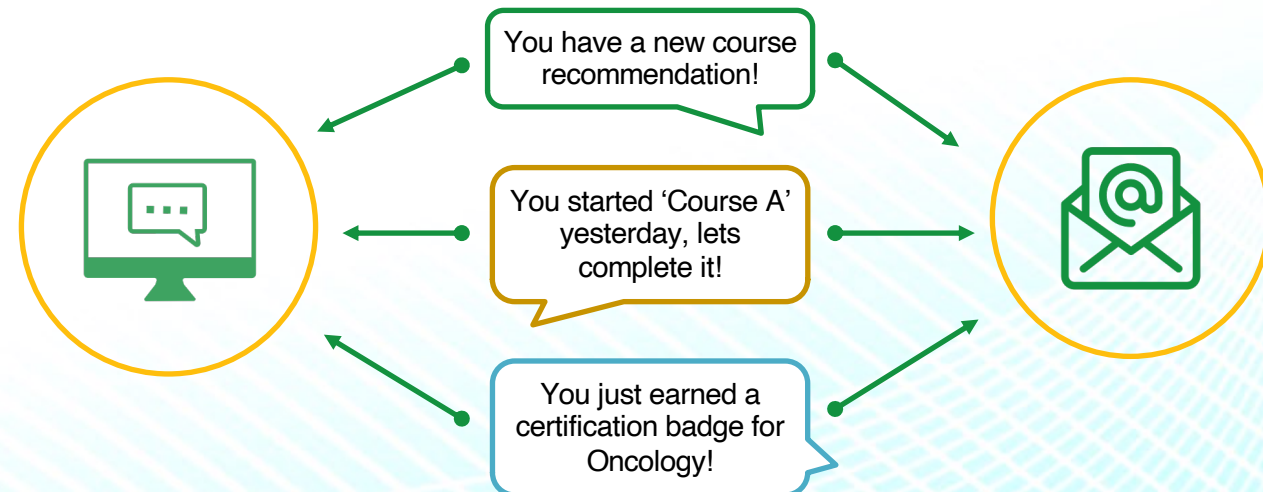 You have a new course
recommendation!
You started ‘Course A’
yesterday, lets
complete it!
You just earned a
certification badge for
Oncology!